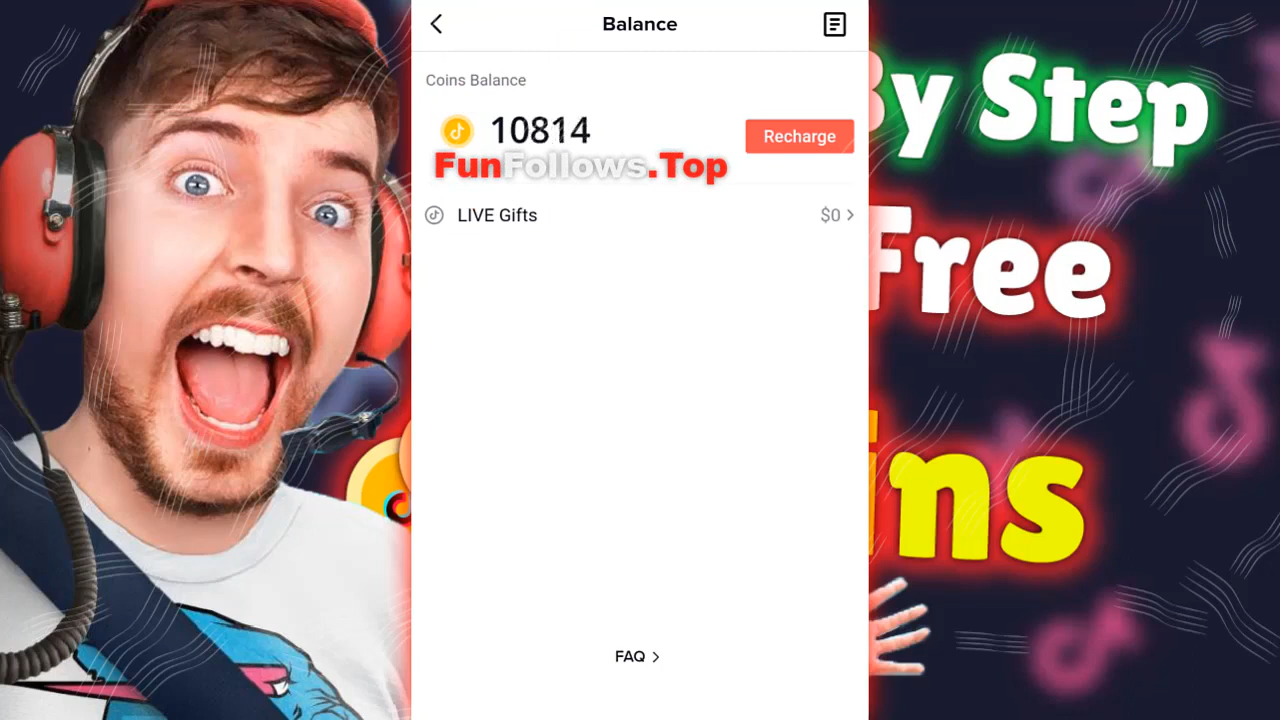 Balance
Coins Balance
10814
Recharge
FunFollows.Top
LIVE Gifts
$0
FAQ
By Step
Free
ins